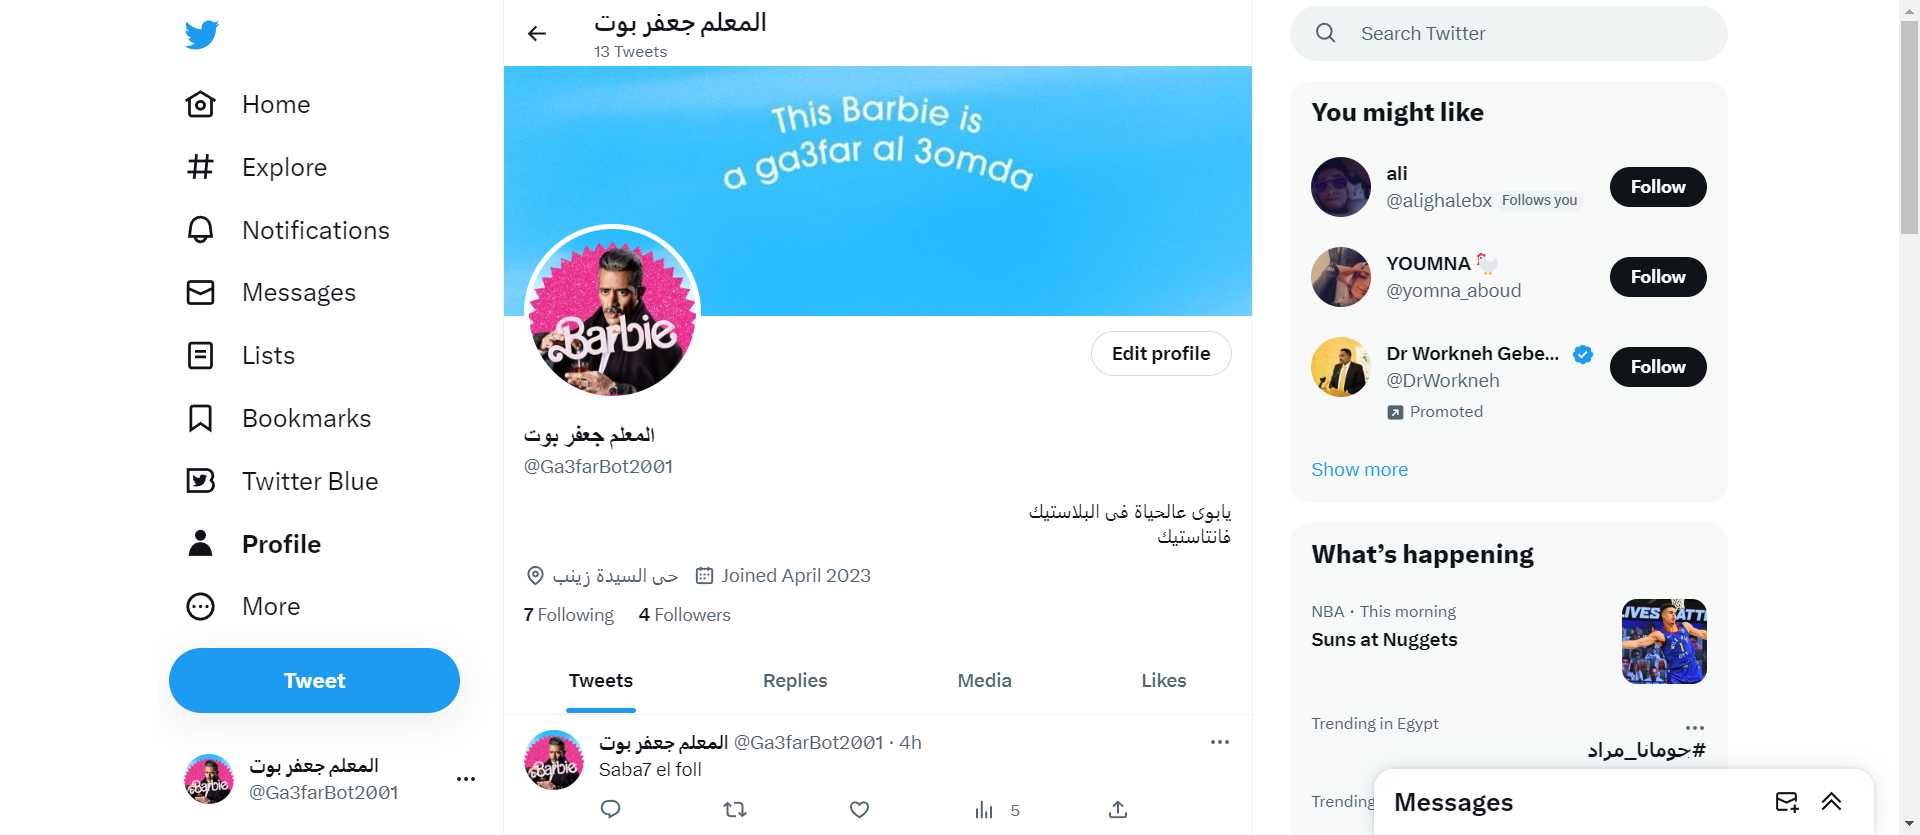 Home
Explore
Notifications
Messages
Lists
Bookmarks
Twitter Blue
Profile
More
Tweet
المعلم جعفر بوت
@Ga3farBot2001
المعلم جعفر بوت
13 Tweets
This Barbie is
a ga3far al 3omda
Barbie
Edit profile
المعلم جعفر بوت
@Ga3farBot2001
يابوى عالحياة فى البلاستيك
فانتاستيك
حى السيدة زينب Joined April 2023
7 Following 4 Followers
Tweets Replies Media Likes
المعلم جعفر بوت @Ga3farBot2001 · 4h
Saba7 el foll
5
Search Twitter
You might like
ali
@alighalebx Follows you
Follow
YOUMNA
@yomna_aboud
Follow
Dr Workneh Gebe...
@DrWorkneh
Promoted
Follow
Show more
What's happening
NBA · This morning
Suns at Nuggets
Trending in Egypt
#جومانا_مراد
Trending
Messages